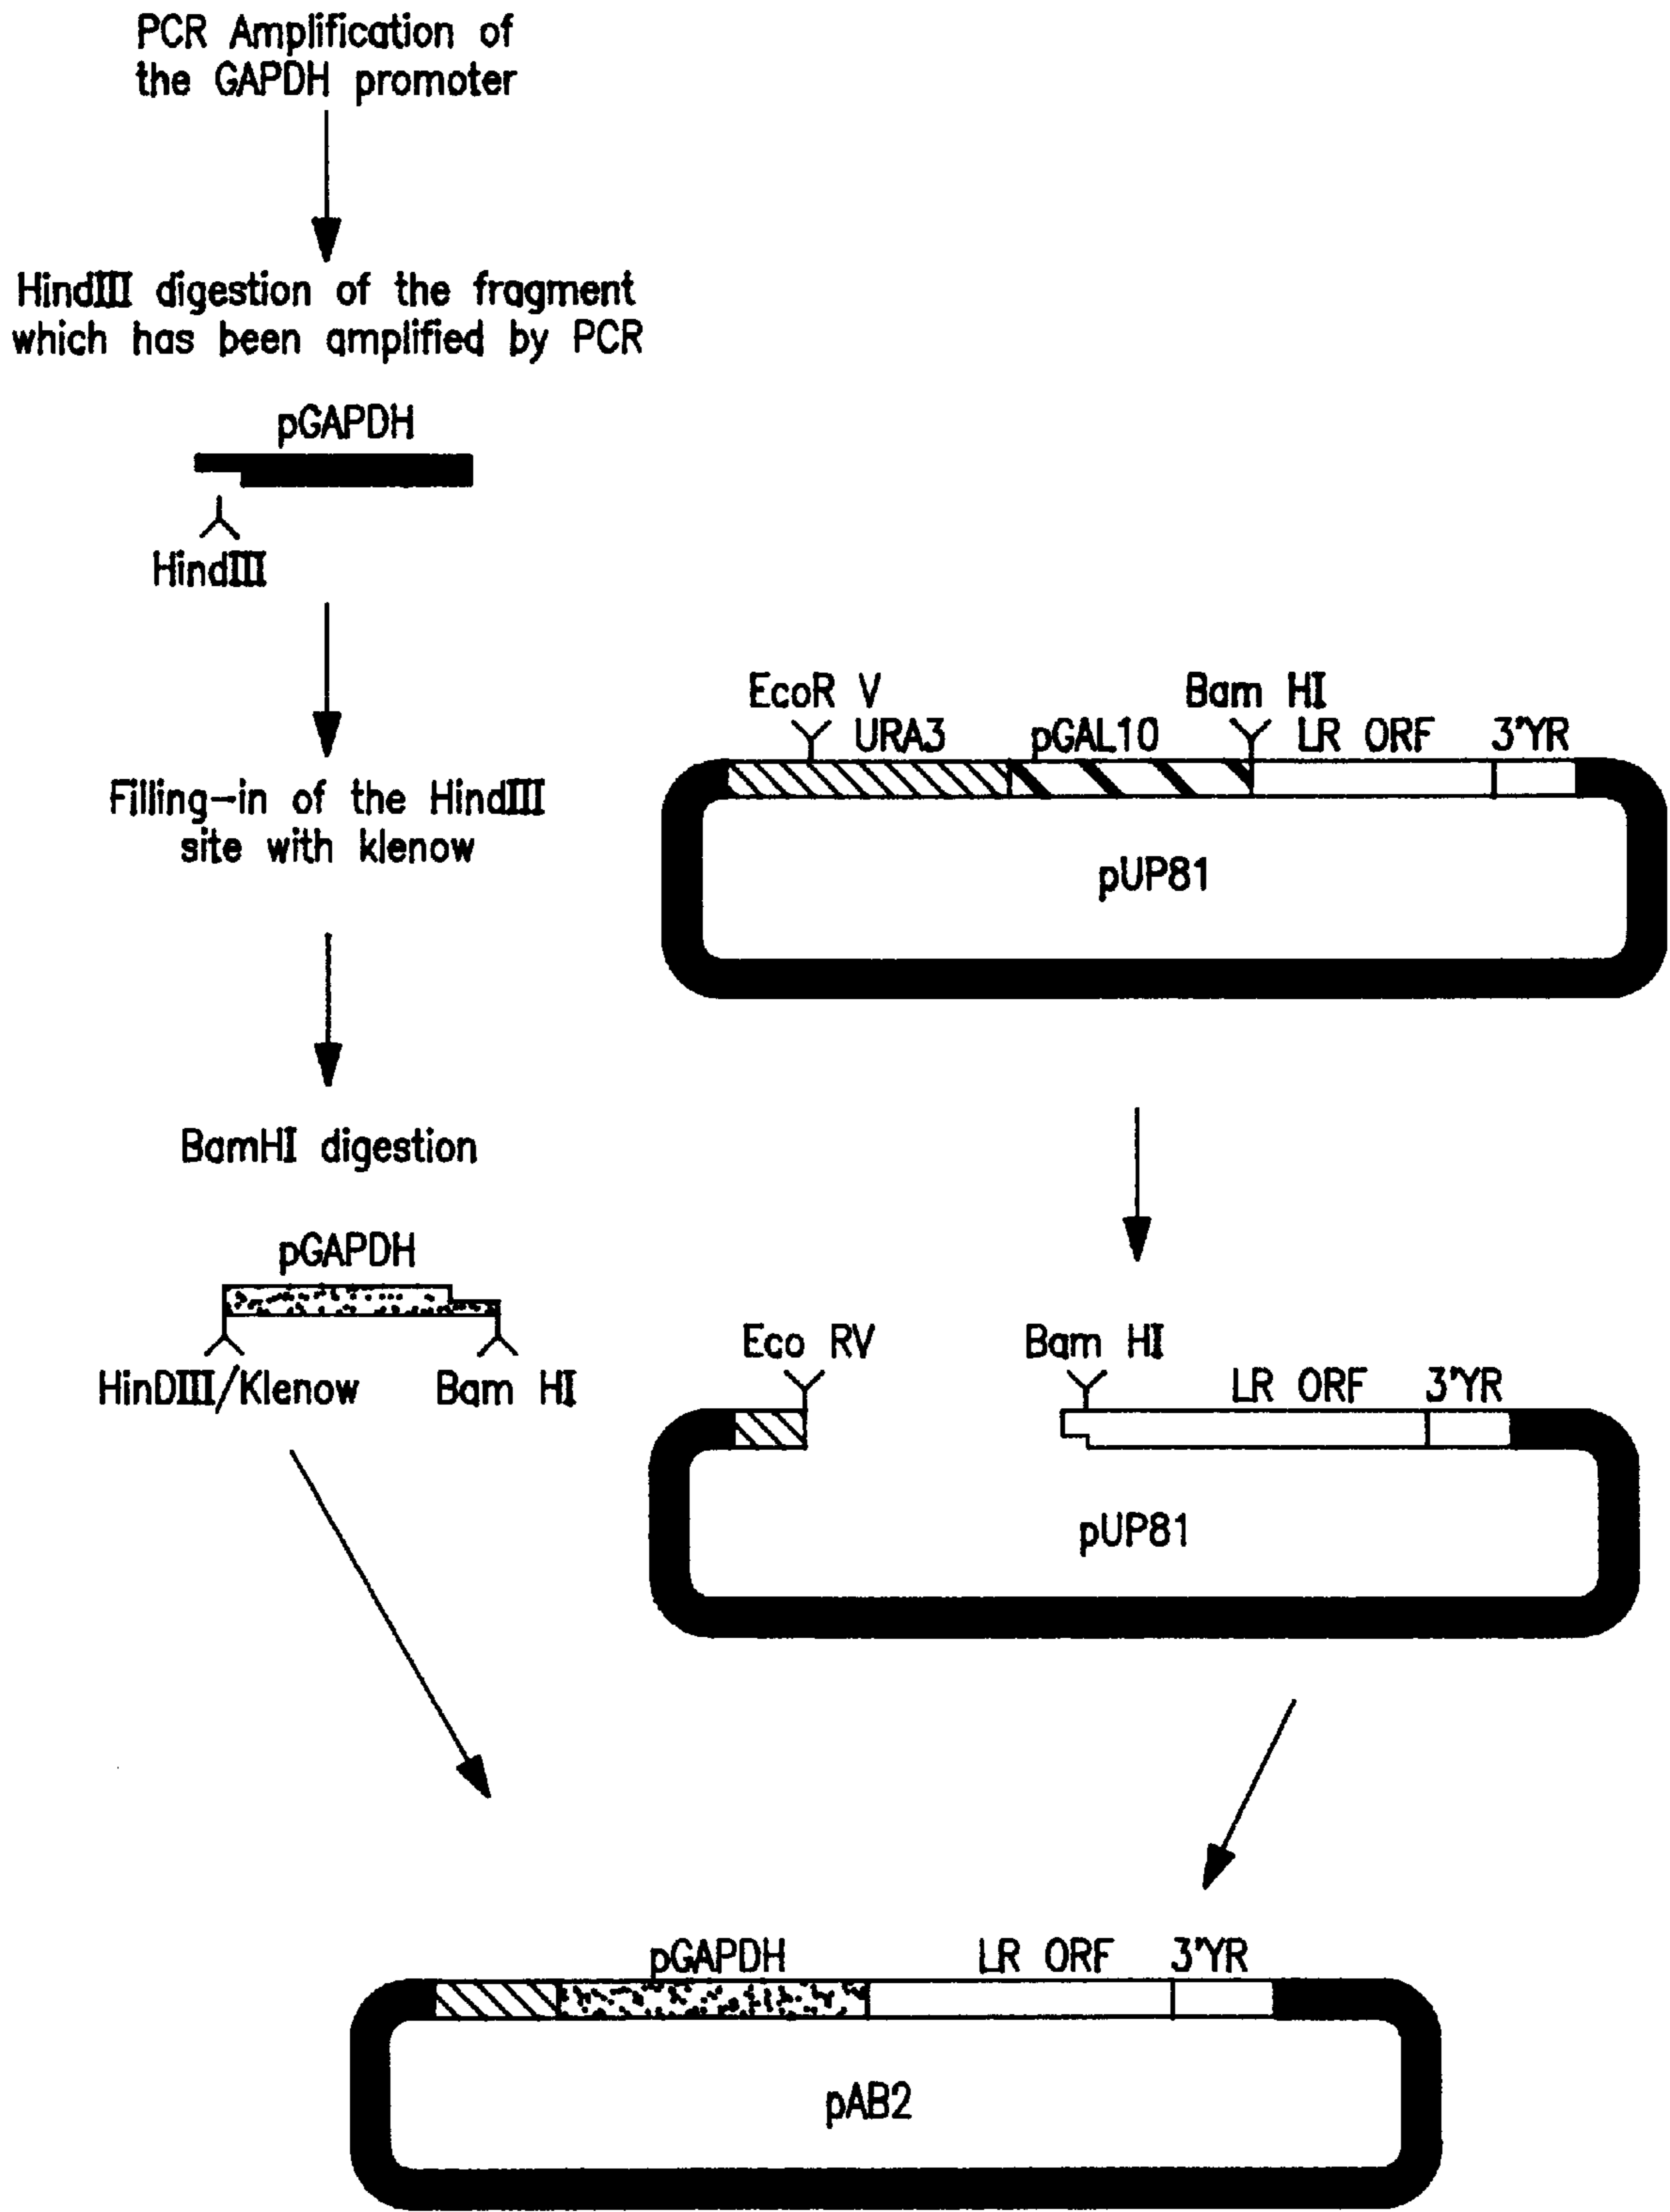 PCR Amplification of
the GAPDH promoter
HindIII digestion of the fragment
which has been amplified by PCR
pGAPDH
HindIII
Filling-in of the HindIII
site with klenow
BamHI digestion
pGAPDH
HinDIII/Klenow Bam HI
EcoR V Bam HI
URA3 pGAL10 LR ORF 3'YR
pUP81
Eco RV Bam HI
LR ORF 3'YR
pUP81
pGAPDH LR ORF 3'YR
pAB2